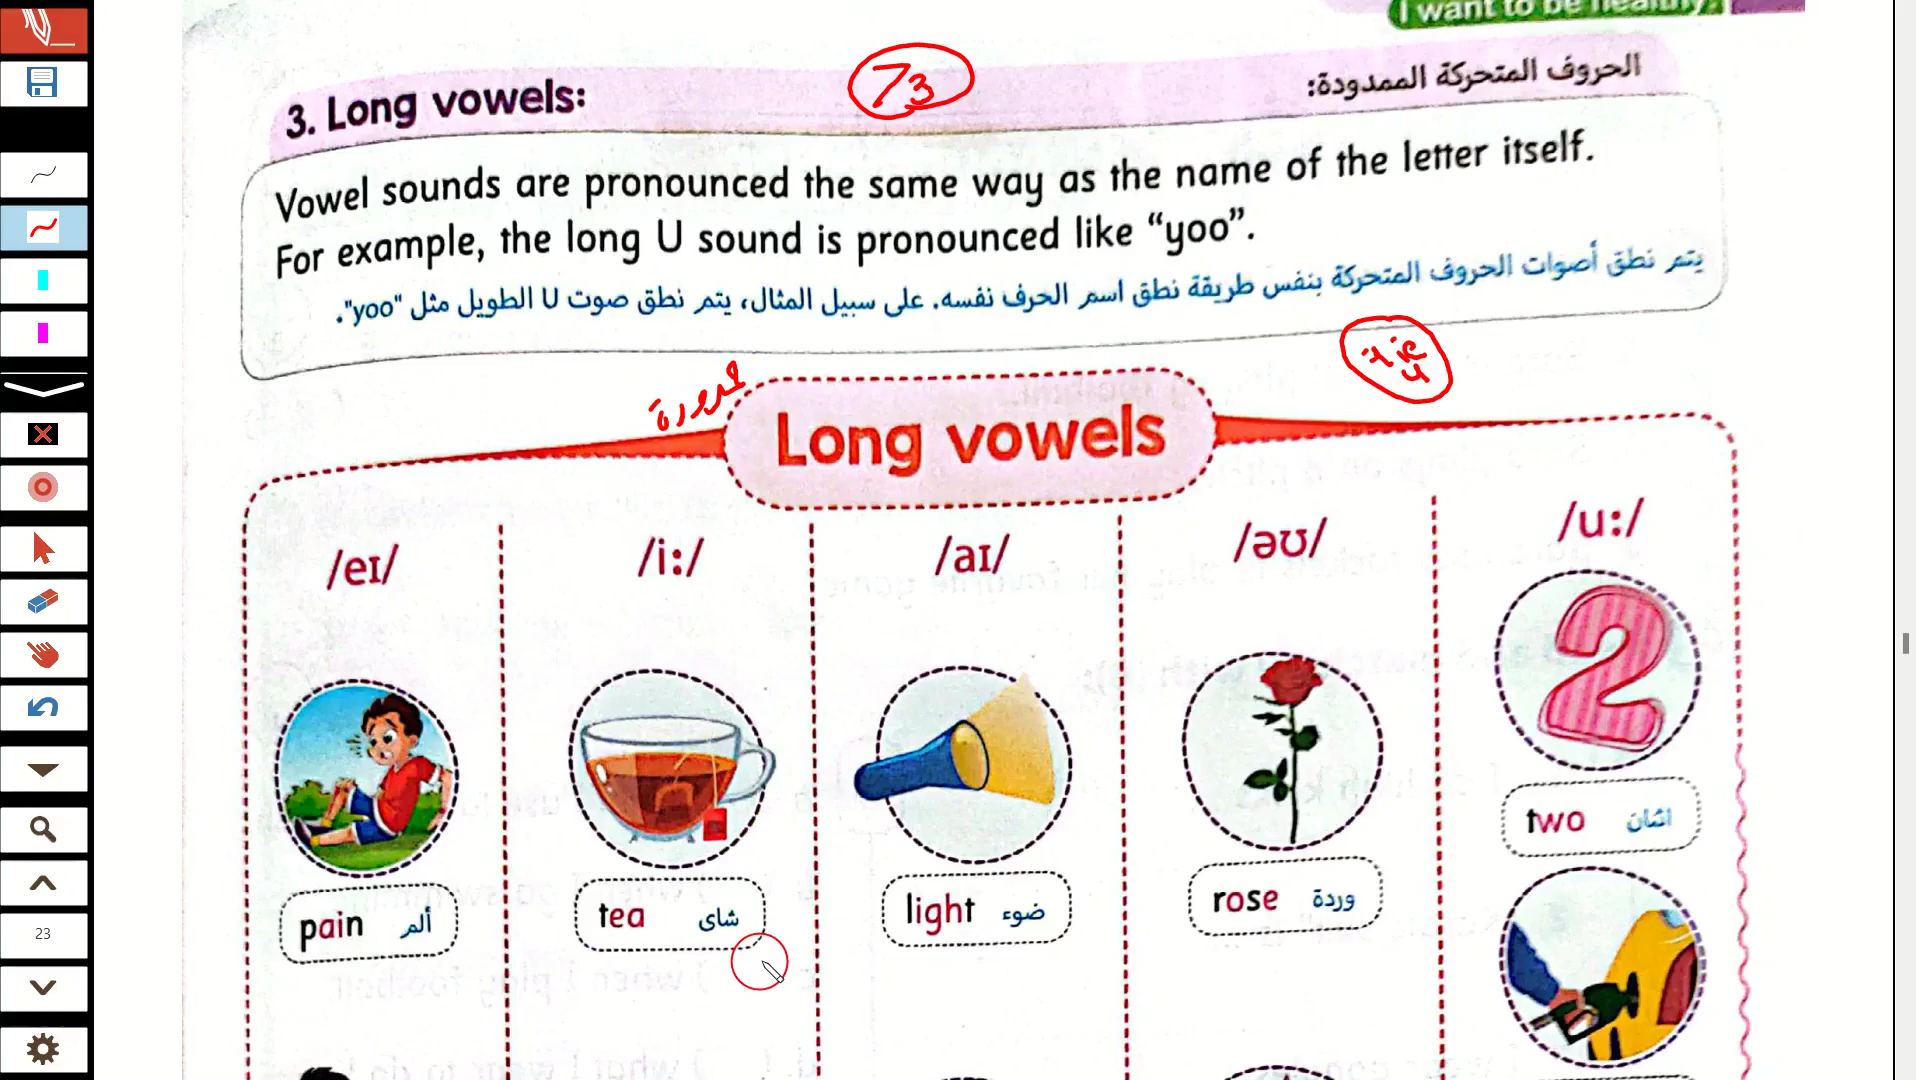 I want to be healthy
3. Long vowels:
73
الحروف المتحركة الممدودة:
Vowel sounds are pronounced the same way as the name of the letter itself.
For example, the long U sound is pronounced like “yoo”.
يتم نطق أصوات الحروف المتحركة بنفس طريقة نطق اسم الحرف نفسه. على سبيل المثال، يتم نطق صوت U الطويل مثل "yoo".
Long vowels
/eɪ/ /i:/ /aɪ/ /əʊ/ /u:/
pain ألم
tea شاى
light ضوء
rose وردة
two اثنان
23